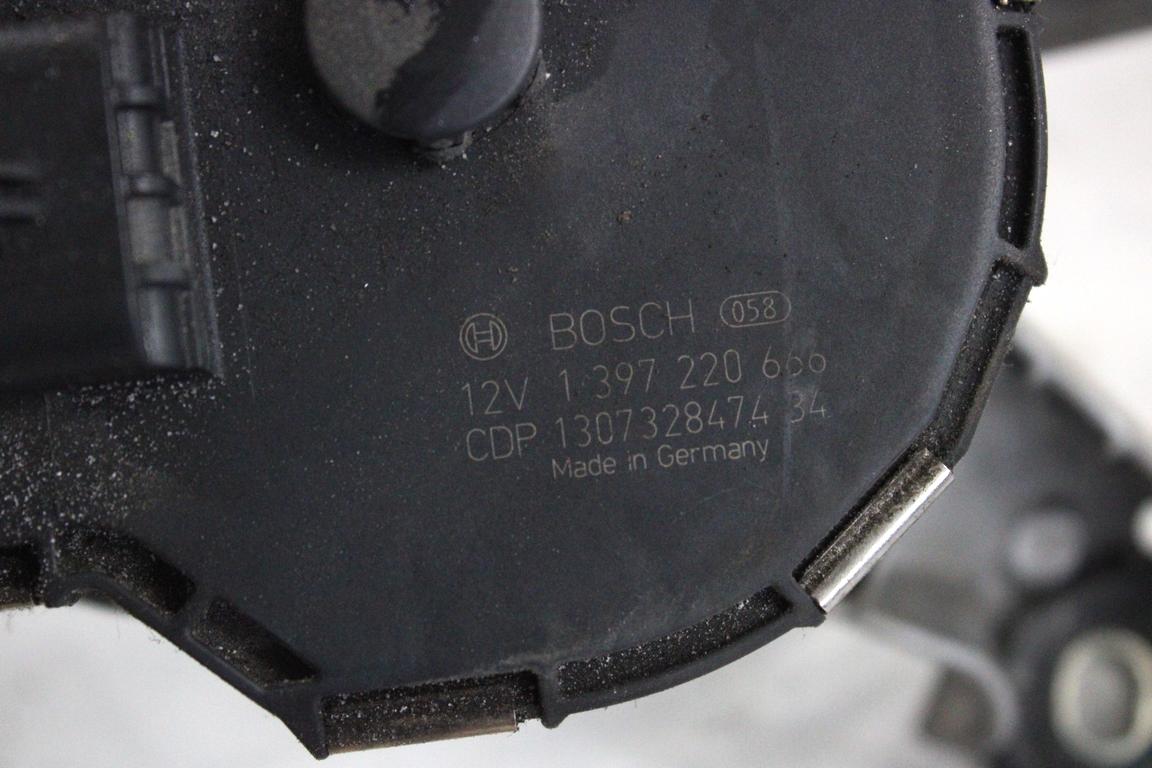 BOSCH 058
12V 1 397 220 666
CDP 1307328474 34
Made in Germany